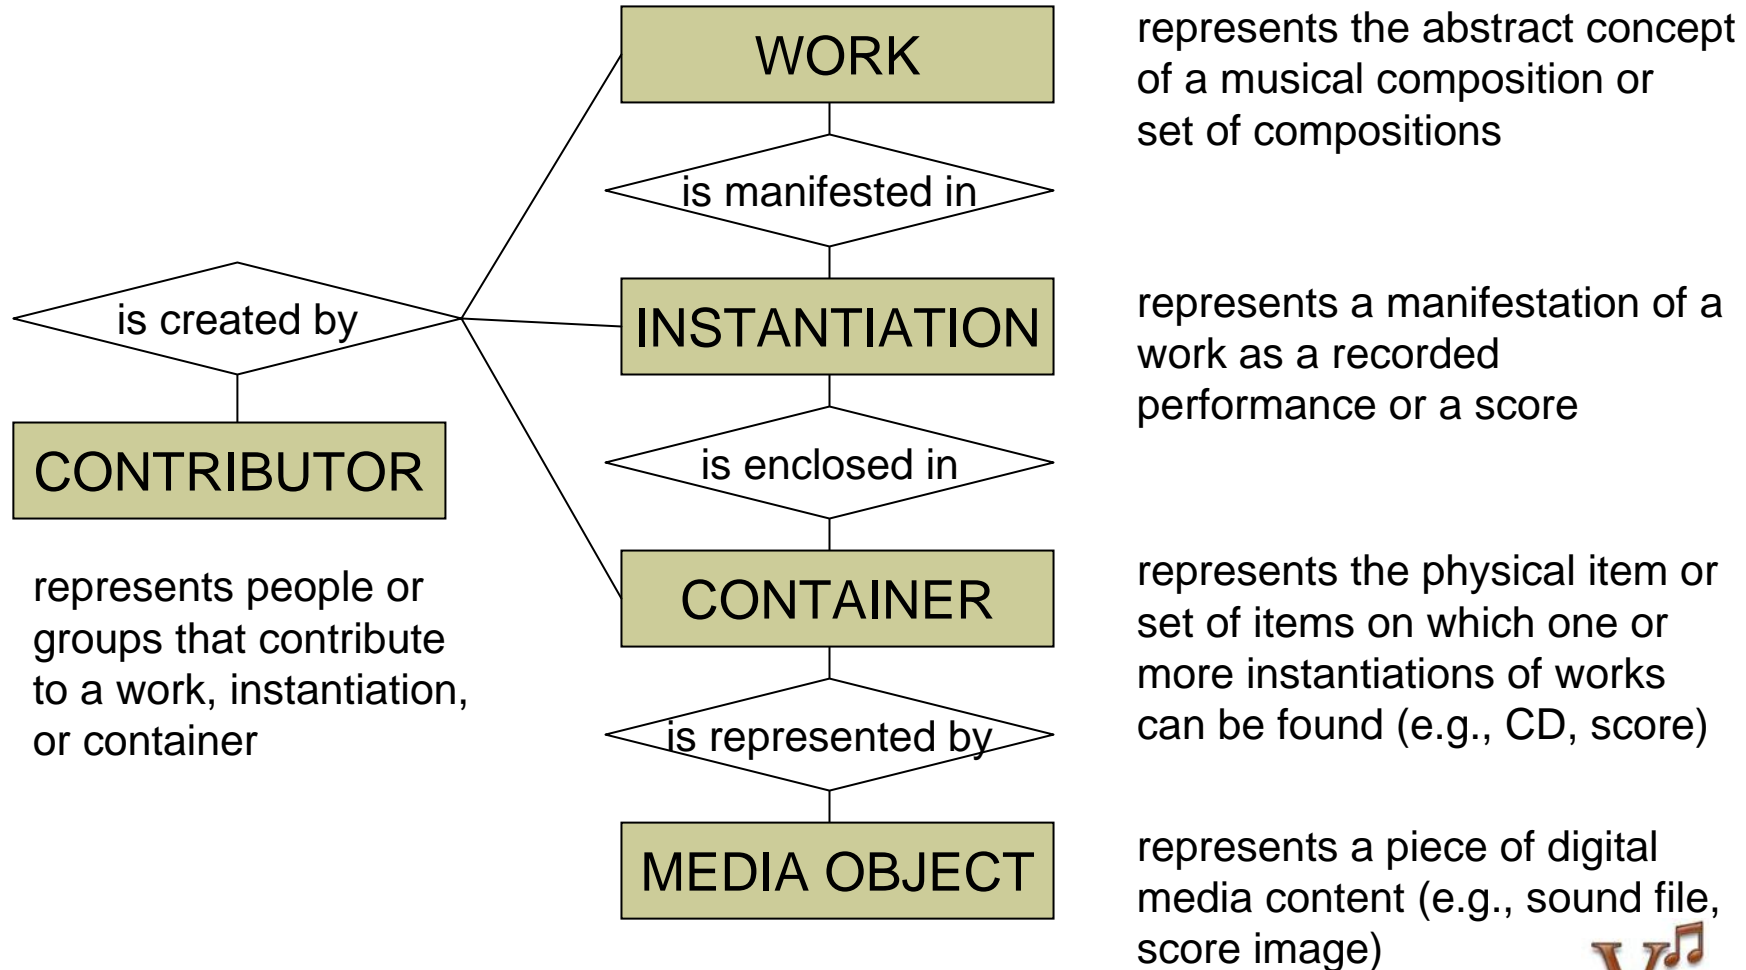 WORK
represents the abstract concept
of a musical composition or
set of compositions
is manifested in
is created by
INSTANTIATION
represents a manifestation of a
work as a recorded
performance or a score
CONTRIBUTOR
represents people or
groups that contribute
to a work, instantiation,
or container
is enclosed in
CONTAINER
represents the physical item or
set of items on which one or
more instantiations of works
can be found (e.g., CD, score)
is represented by
MEDIA OBJECT
represents a piece of digital
media content (e.g., sound file,
score image)
V